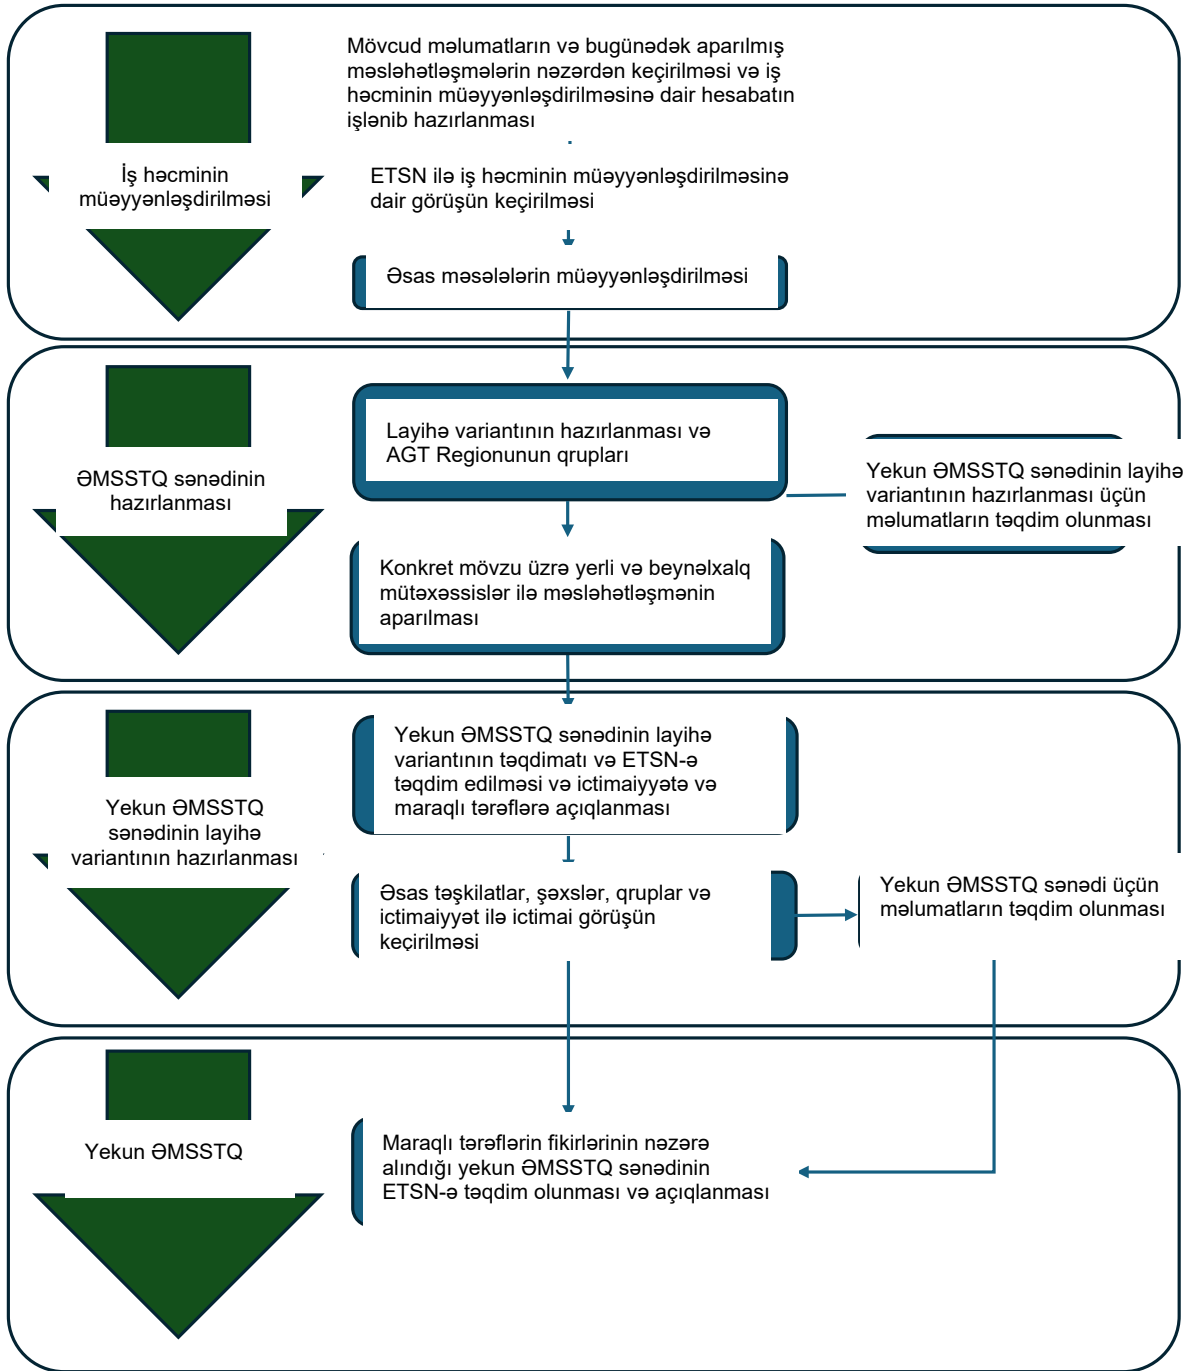 Mövcud məlumatların və bugünədək aparılmış
məsləhətləşmələrin nəzərdən keçirilməsi və iş
həcminin müəyyənləşdirilməsinə dair hesabatın
işlənib hazırlanması
İş həcminin
müəyyənləşdirilməsi
ETSN ilə iş həcminin müəyyənləşdirilməsinə
dair görüşün keçirilməsi
Əsas məsələlərin müəyyənləşdirilməsi
ƏMSSTQ sənədinin
hazırlanması
Layihə variantının hazırlanması və
AGT Regionunun qrupları
Yekun ƏMSSTQ sənədinin layihə
variantının hazırlanması üçün
məlumatların təqdim olunması
Konkret mövzu üzrə yerli və beynəlxalq
mütəxəssislər ilə məsləhətləşmənin
aparılması
Yekun ƏMSSTQ
sənədinin layihə
variantının hazırlanması
Yekun ƏMSSTQ sənədinin layihə
variantının təqdimatı və ETSN-ə
təqdim edilməsi və ictimaiyyətə və
maraqlı tərəflərə açıqlanması
Əsas təşkilatlar, şəxslər, qruplar və
ictimaiyyət ilə ictimai görüşün
keçirilməsi
Yekun ƏMSSTQ sənədi üçün
məlumatların təqdim olunması
Yekun ƏMSSTQ
Maraqlı tərəflərin fikirlərinin nəzərə
alındığı yekun ƏMSSTQ sənədinin
ETSN-ə təqdim olunması və açıqlanması